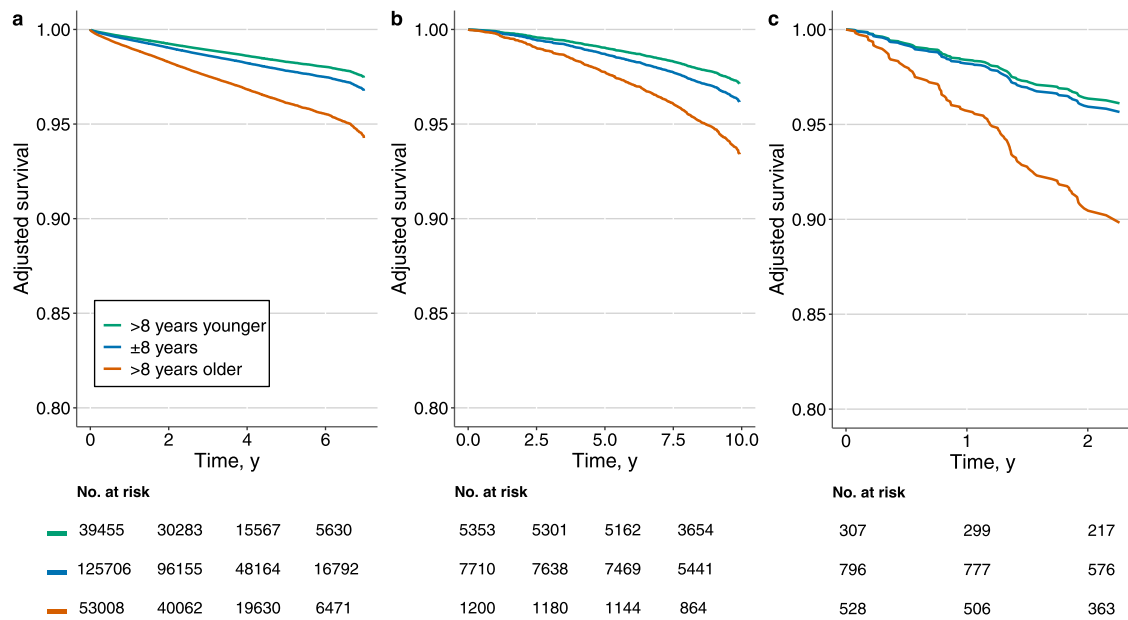 a
Adjusted survival
1.00
0.95
0.90
0.85
0.80
>8 years younger
±8 years
>8 years older
0 2 4 6
Time, y
No. at risk
39455 30283 15567 5630
125706 96155 48164 16792
53008 40062 19630 6471
b
Adjusted survival
1.00
0.95
0.90
0.85
0.80
0.0 2.5 5.0 7.5 10.0
Time, y
No. at risk
5353 5301 5162 3654
7710 7638 7469 5441
1200 1180 1144 864
c
Adjusted survival
1.00
0.95
0.90
0.85
0.80
0 1 2
Time, y
No. at risk
307 299 217
796 777 576
528 506 363